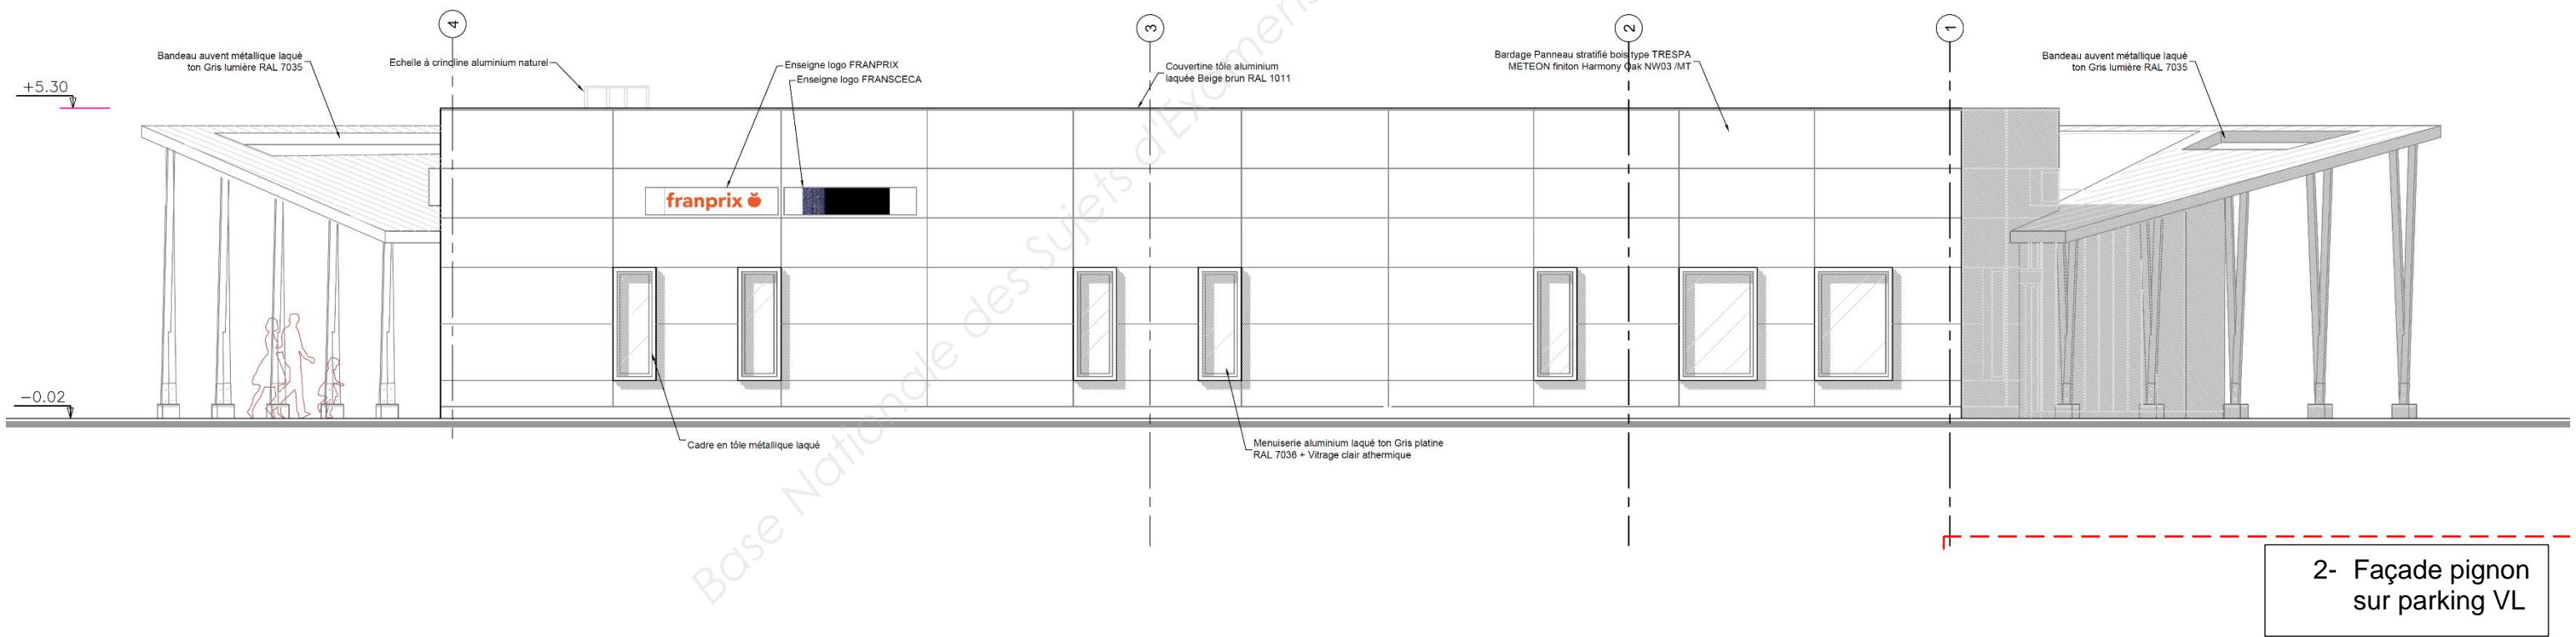 4
3
2
1
Bandeau auvent métallique laqué
ton Gris lumière RAL 7035
Echelle à crinoline aluminium naturel
Enseigne logo FRANPRIX
Enseigne logo FRANSCECA
Couvertine tôle aluminium
laquée Beige brun RAL 1011
Bardage Panneau stratifié bois type TRESPA
METEON finiton Harmony Oak NW03 /MT
Bandeau auvent métallique laqué
ton Gris lumière RAL 7035
+5.30
franprix
-0.02
Cadre en tôle métallique laqué
Menuiserie aluminium laqué ton Gris platine
RAL 7036 + Vitrage clair athermique
2- Façade pignon
sur parking VL
Base Nationale des Sujets d'Examens